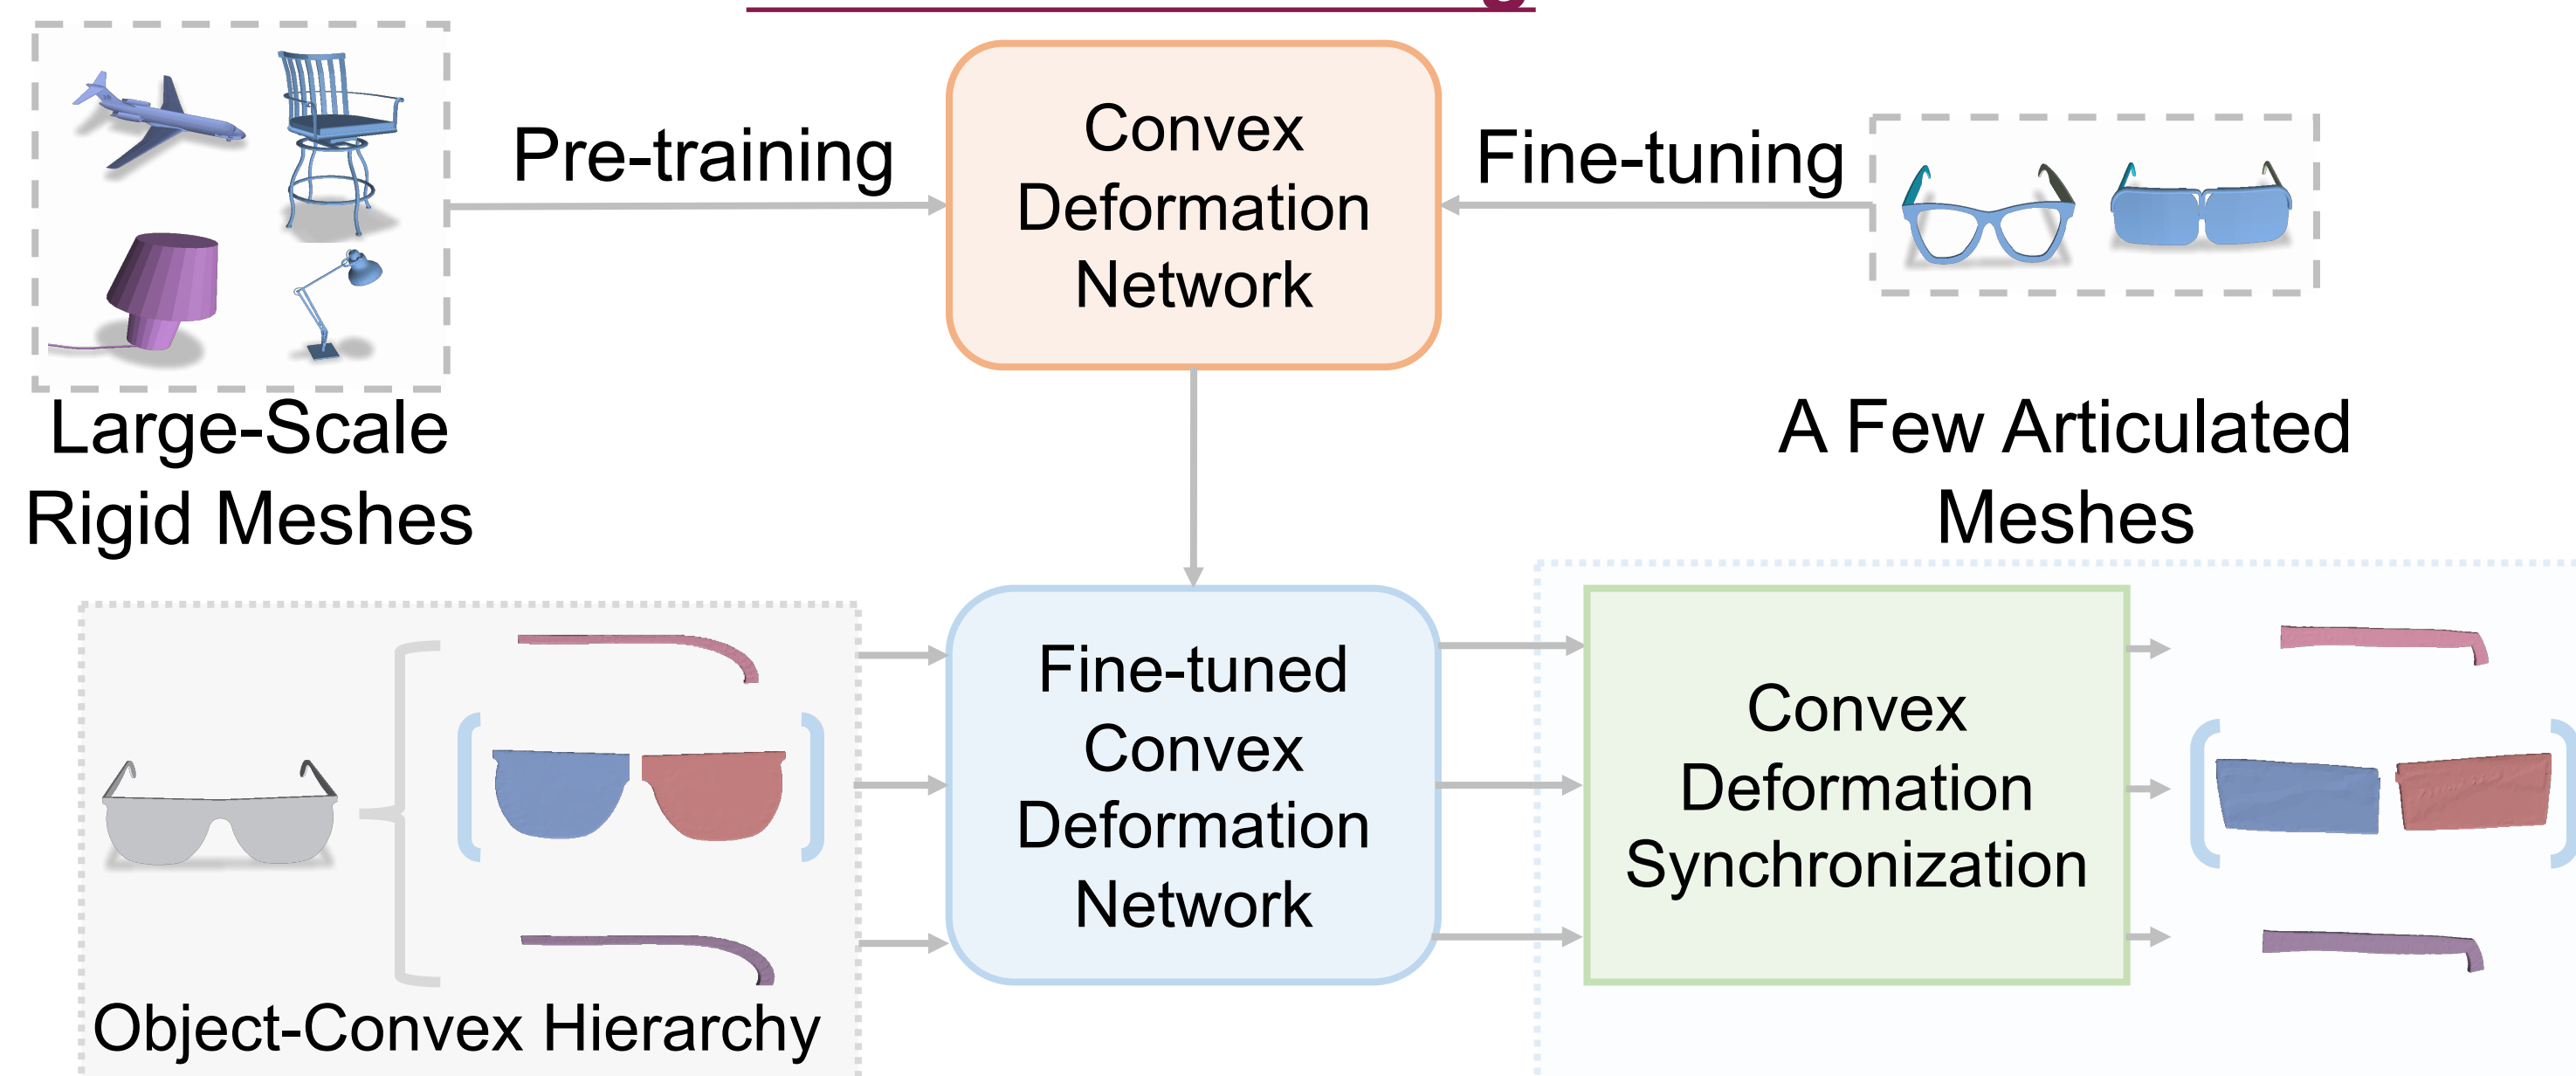 Pre-training
Convex
Deformation
Network
Fine-tuning
Large-Scale
Rigid Meshes
A Few Articulated
Meshes
Object-Convex Hierarchy
Fine-tuned
Convex
Deformation
Network
Convex
Deformation
Synchronization